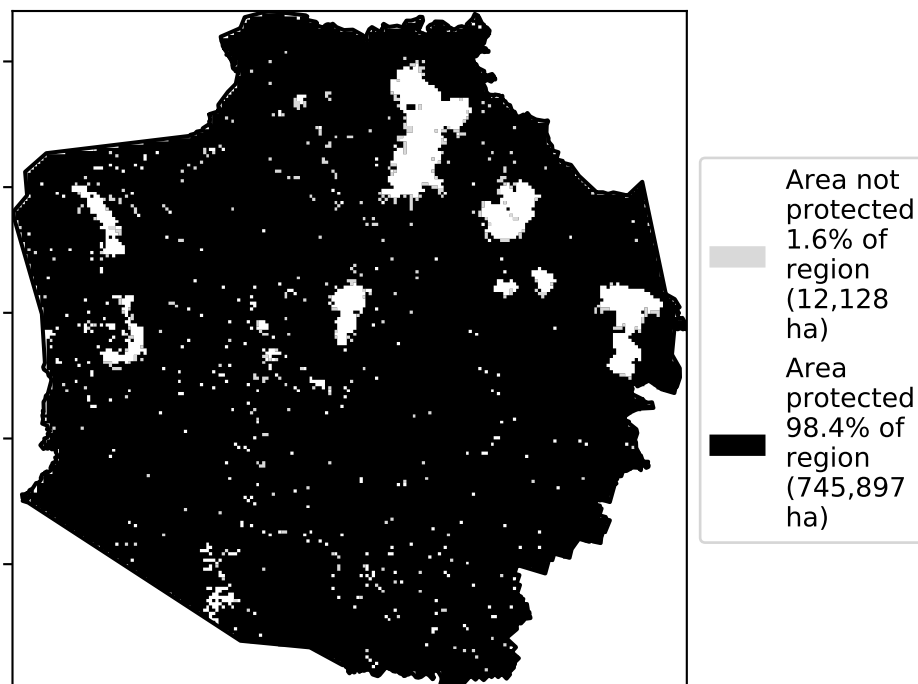 Area not
protected
1.6% of
region
(12,128
ha)
Area
protected
98.4% of
region
(745,897
ha)